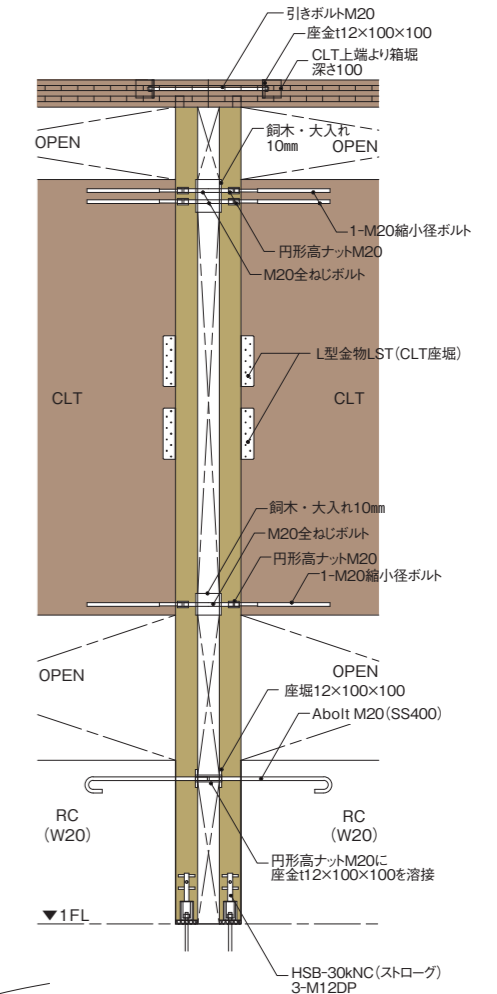 引きボルトM20
座金t12×100×100
CLT上端より箱堀
深さ100
飼木・大入れ
10㎜
OPEN
OPEN
1-M20縮小径ボルト
円形高ナットM20
M20全ねじボルト
L型金物LST(CLT座堀)
CLT
CLT
飼木・大入れ10㎜
M20全ねじボルト
円形高ナットM20
1-M20縮小径ボルト
OPEN
OPEN
座堀12×100×100
Abolt M20(SS400)
RC
(W20)
RC
(W20)
円形高ナットM20に
座金t12×100×100を溶接
▼1FL
HSB-30kNC(ストローグ)
3-M12DP